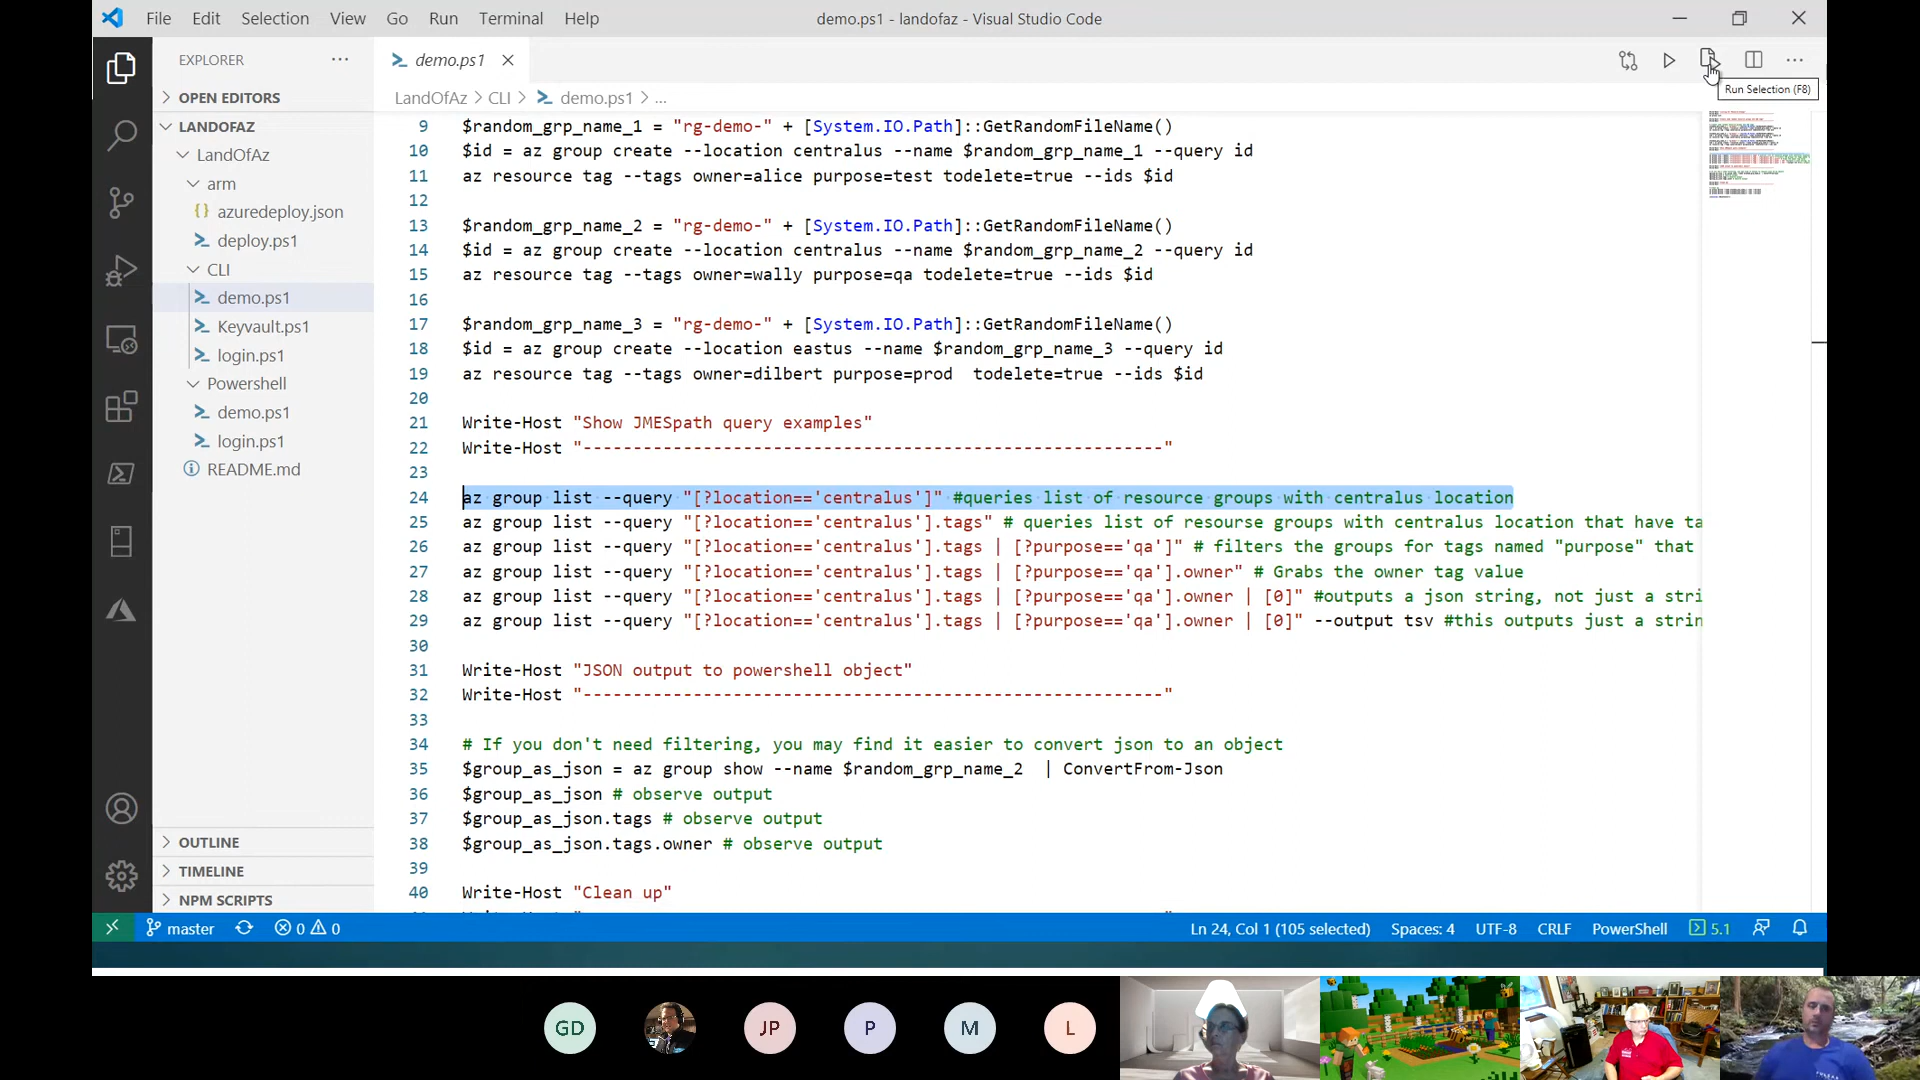 File Edit Selection View Go Run Terminal Help
demo.ps1 - landofaz - Visual Studio Code
EXPLORER
demo.ps1
Run Selection (F8)
OPEN EDITORS
LANDOFAZ
LandOfAz
arm
azuredeploy.json
deploy.ps1
CLI
demo.ps1
Keyvault.ps1
login.ps1
Powershell
demo.ps1
login.ps1
README.md
OUTLINE
TIMELINE
NPM SCRIPTS
LandOfAz > CLI > demo.ps1 > ...
9 $random_grp_name_1 = "rg-demo-" + [System.IO.Path]::GetRandomFileName()
10 $id = az group create --location centralus --name $random_grp_name_1 --query id
11 az resource tag --tags owner=alice purpose=test todelete=true --ids $id
12
13 $random_grp_name_2 = "rg-demo-" + [System.IO.Path]::GetRandomFileName()
14 $id = az group create --location centralus --name $random_grp_name_2 --query id
15 az resource tag --tags owner=wally purpose=qa todelete=true --ids $id
16
17 $random_grp_name_3 = "rg-demo-" + [System.IO.Path]::GetRandomFileName()
18 $id = az group create --location eastus --name $random_grp_name_3 --query id
19 az resource tag --tags owner=dilbert purpose=prod  todelete=true --ids $id
20
21 Write-Host "Show JMESpath query examples"
22 Write-Host "----------------------------------------------------------"
23
24 az group list --query "[?location=='centralus']" #queries list of resource groups with centralus location
25 az group list --query "[?location=='centralus'].tags" # queries list of resourse groups with centralus location that have ta
26 az group list --query "[?location=='centralus'].tags | [?purpose=='qa']" # filters the groups for tags named "purpose" that
27 az group list --query "[?location=='centralus'].tags | [?purpose=='qa'].owner" # Grabs the owner tag value
28 az group list --query "[?location=='centralus'].tags | [?purpose=='qa'].owner | [0]" #outputs a json string, not just a stri
29 az group list --query "[?location=='centralus'].tags | [?purpose=='qa'].owner | [0]" --output tsv #this outputs just a strin
30
31 Write-Host "JSON output to powershell object"
32 Write-Host "----------------------------------------------------------"
33
34 # If you don't need filtering, you may find it easier to convert json to an object
35 $group_as_json = az group show --name $random_grp_name_2  | ConvertFrom-Json
36 $group_as_json # observe output
37 $group_as_json.tags # observe output
38 $group_as_json.tags.owner # observe output
39
40 Write-Host "Clean up"
master 0 0
Ln 24, Col 1 (105 selected) Spaces: 4 UTF-8 CRLF PowerShell 5.1
GD JP P M L